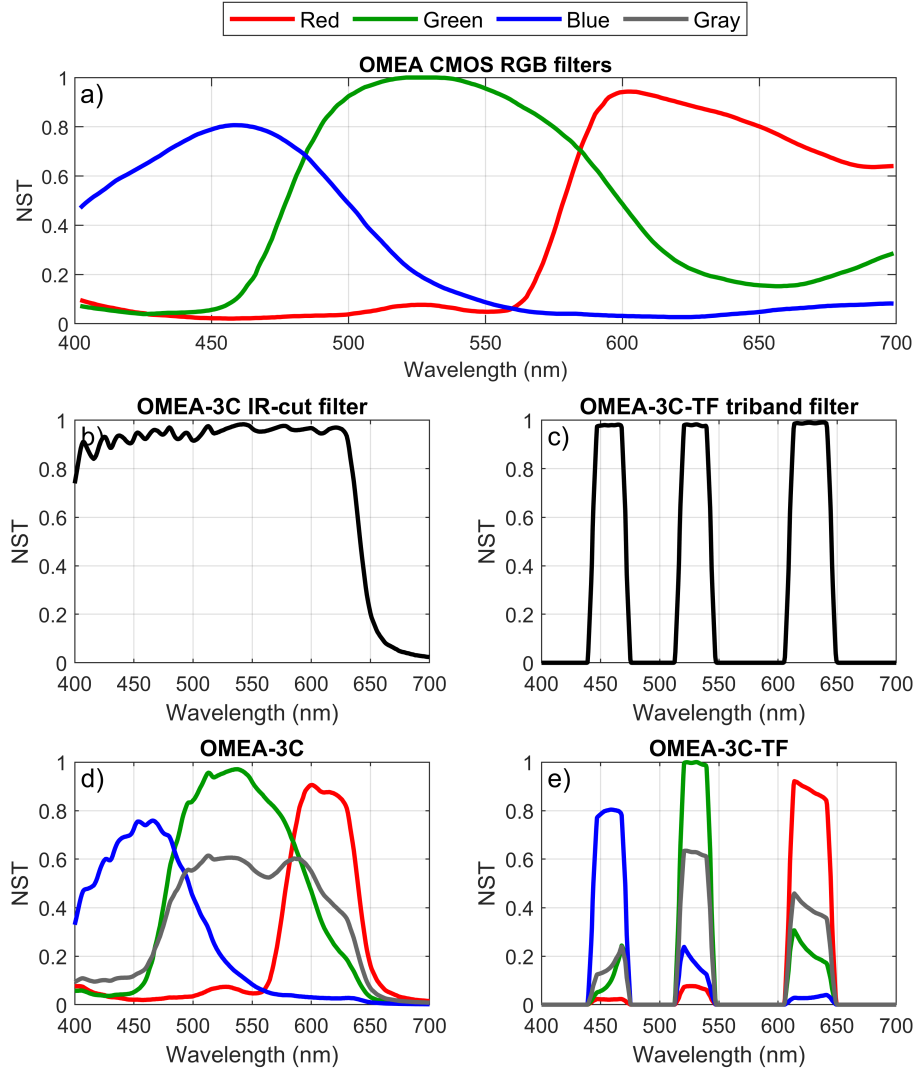 Red Green Blue Gray
OMEA CMOS RGB filters
a)
NST
1
0.8
0.6
0.4
0.2
0
400 450 500 550 600 650 700
Wavelength (nm)
OMEA-3C IR-cut filter
b)
NST
1
0.8
0.6
0.4
0.2
0
400 450 500 550 600 650 700
Wavelength (nm)
OMEA-3C-TF triband filter
c)
NST
1
0.8
0.6
0.4
0.2
0
400 450 500 550 600 650 700
Wavelength (nm)
OMEA-3C
d)
NST
1
0.8
0.6
0.4
0.2
0
400 450 500 550 600 650 700
Wavelength (nm)
OMEA-3C-TF
e)
NST
1
0.8
0.6
0.4
0.2
0
400 450 500 550 600 650 700
Wavelength (nm)